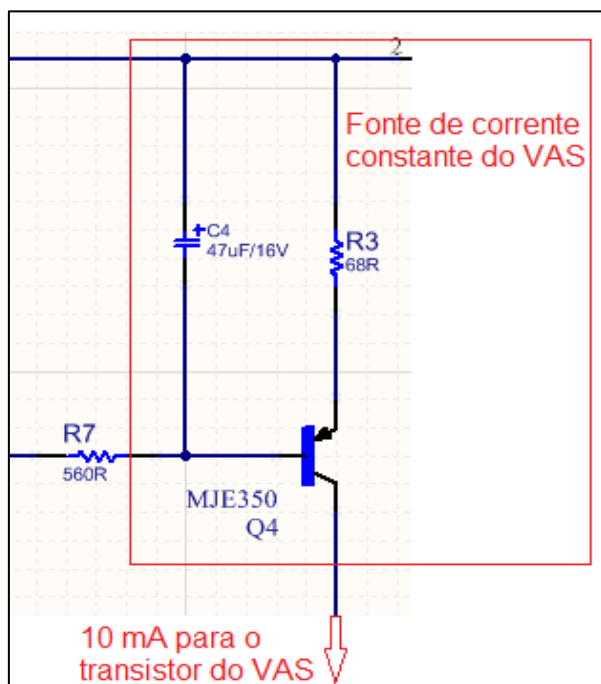 2
Fonte de corrente
constante do VAS
C4
47uF/16V
R3
68R
R7
560R
MJE350
Q4
10 mA para o
transistor do VAS